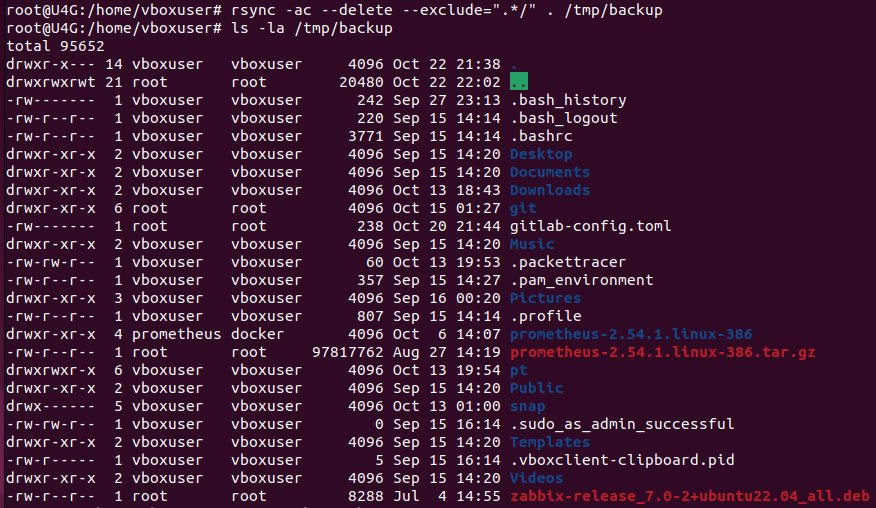 root@U4G:/home/vboxuser# rsync -ac --delete --exclude=".*/" . /tmp/backup
root@U4G:/home/vboxuser# ls -la /tmp/backup
total 95652
drwxr-x--- 14 vboxuser   vboxuser     4096 Oct 22 21:38 .
drwxrwxrwt 21 root       root        20480 Oct 22 22:02 ..
-rw-------  1 vboxuser   vboxuser      242 Sep 27 23:13 .bash_history
-rw-r--r--  1 vboxuser   vboxuser      220 Sep 15 14:14 .bash_logout
-rw-r--r--  1 vboxuser   vboxuser     3771 Sep 15 14:14 .bashrc
drwxr-xr-x  2 vboxuser   vboxuser     4096 Sep 15 14:20 Desktop
drwxr-xr-x  2 vboxuser   vboxuser     4096 Sep 15 14:20 Documents
drwxr-xr-x  2 vboxuser   vboxuser     4096 Oct 13 18:43 Downloads
drwxr-xr-x  6 root       root         4096 Oct 15 01:27 git
-rw-------  1 root       root          238 Oct 20 21:44 gitlab-config.toml
drwxr-xr-x  2 vboxuser   vboxuser     4096 Sep 15 14:20 Music
-rw-rw-r--  1 vboxuser   vboxuser       60 Oct 13 19:53 .packettracer
-rw-r--r--  1 vboxuser   vboxuser      357 Sep 15 14:27 .pam_environment
drwxr-xr-x  3 vboxuser   vboxuser     4096 Sep 16 00:20 Pictures
-rw-r--r--  1 vboxuser   vboxuser      807 Sep 15 14:14 .profile
drwxr-xr-x  4 prometheus docker       4096 Oct  6 14:07 prometheus-2.54.1.linux-386
-rw-r--r--  1 root       root     97817762 Aug 27 14:19 prometheus-2.54.1.linux-386.tar.gz
drwxrwxr-x  6 vboxuser   vboxuser     4096 Oct 13 19:54 pt
drwxr-xr-x  2 vboxuser   vboxuser     4096 Sep 15 14:20 Public
drwx------  5 vboxuser   vboxuser     4096 Oct 13 01:00 snap
-rw-rw-r--  1 vboxuser   vboxuser        0 Sep 15 16:14 .sudo_as_admin_successful
drwxr-xr-x  2 vboxuser   vboxuser     4096 Sep 15 14:20 Templates
-rw-r-----  1 vboxuser   vboxuser        5 Sep 15 16:14 .vboxclient-clipboard.pid
drwxr-xr-x  2 vboxuser   vboxuser     4096 Sep 15 14:20 Videos
-rw-r--r--  1 root       root         8288 Jul  4 14:55 zabbix-release_7.0-2+ubuntu22.04_all.deb